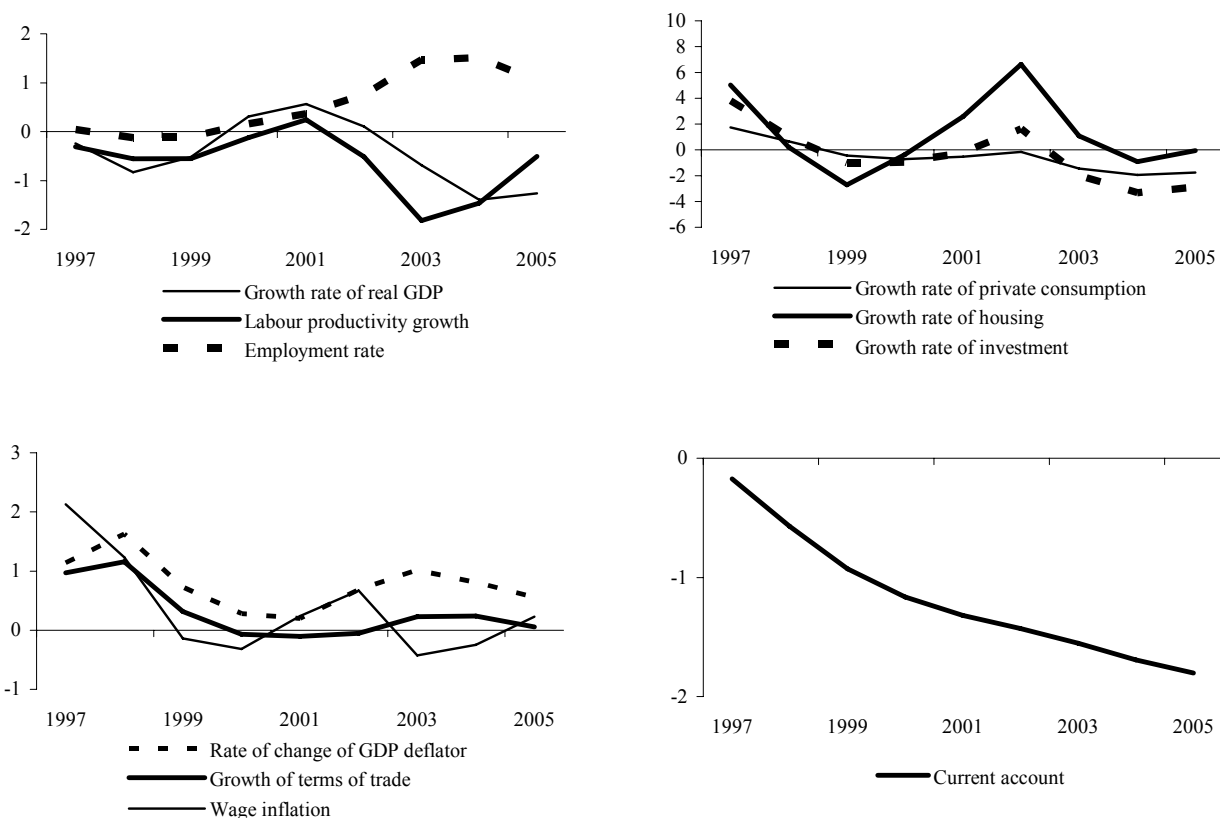 2
1
0
-1
-2
1997 1999 2001 2003 2005
Growth rate of real GDP
Labour productivity growth
Employment rate
10
8
6
4
2
0
-2
-4
-6
1997 1999 2001 2003 2005
Growth rate of private consumption
Growth rate of housing
Growth rate of investment
3
2
1
0
-1
1997 1999 2001 2003 2005
Rate of change of GDP deflator
Growth of terms of trade
Wage inflation
0
-1
-2
1997 1999 2001 2003 2005
Current account